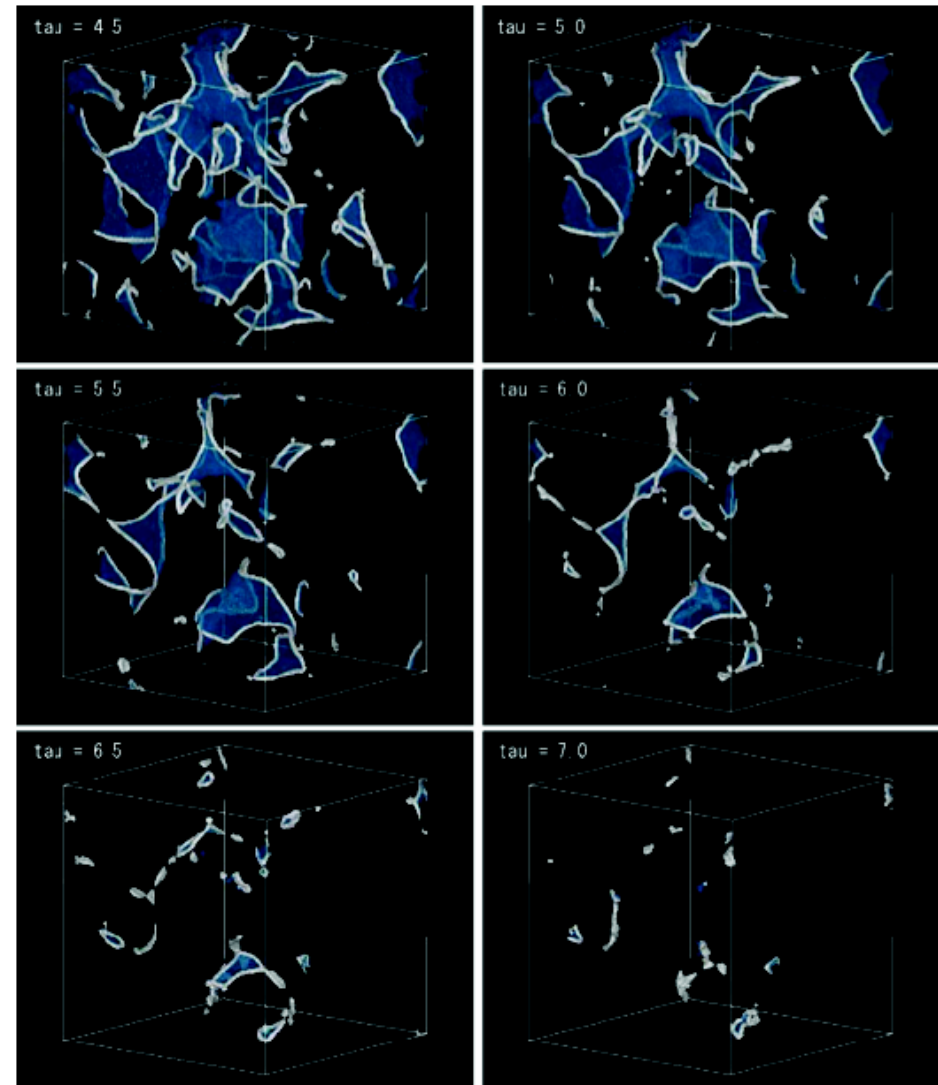 tau = 4 5
tau = 5 0
tau = 5 5
tau = 6 0
tau = 6 5
tau = 7 0